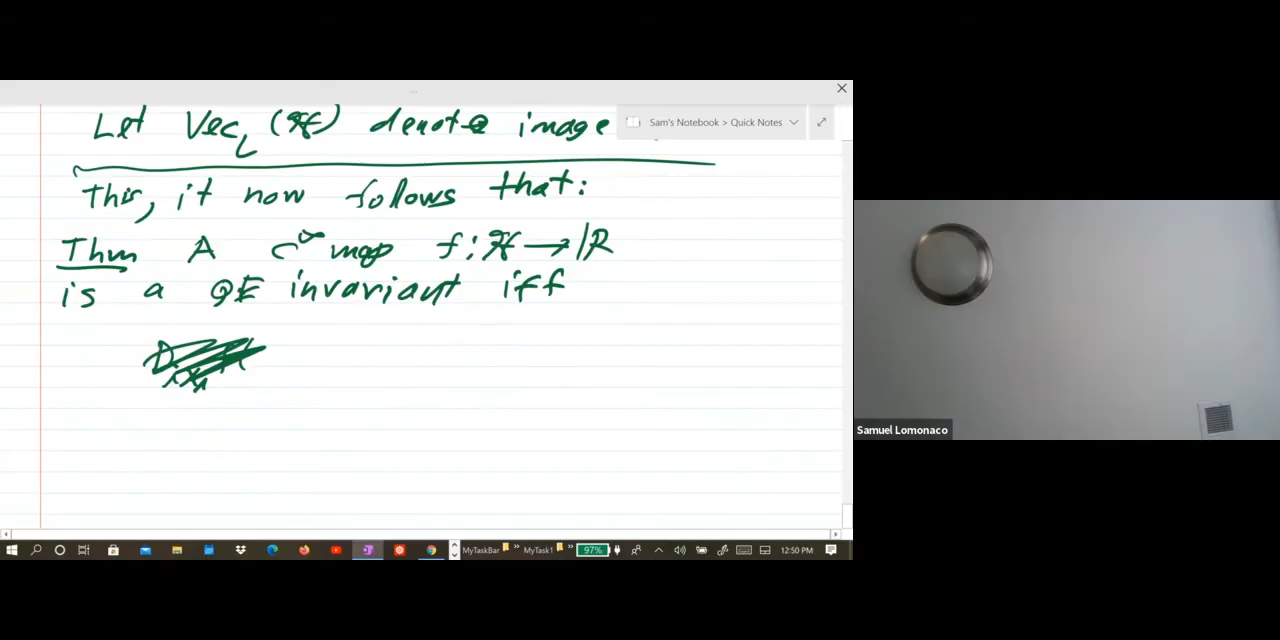 ...
Let Vec_L (ℋ) denote image
Sam's Notebook > Quick Notes
This, it now follows that:
Thm A C^∞ map f: ℋ → ℝ
is a QE invariant iff
Samuel Lomonaco
MyTaskBar » MyTask1 » 97% 12:50 PM